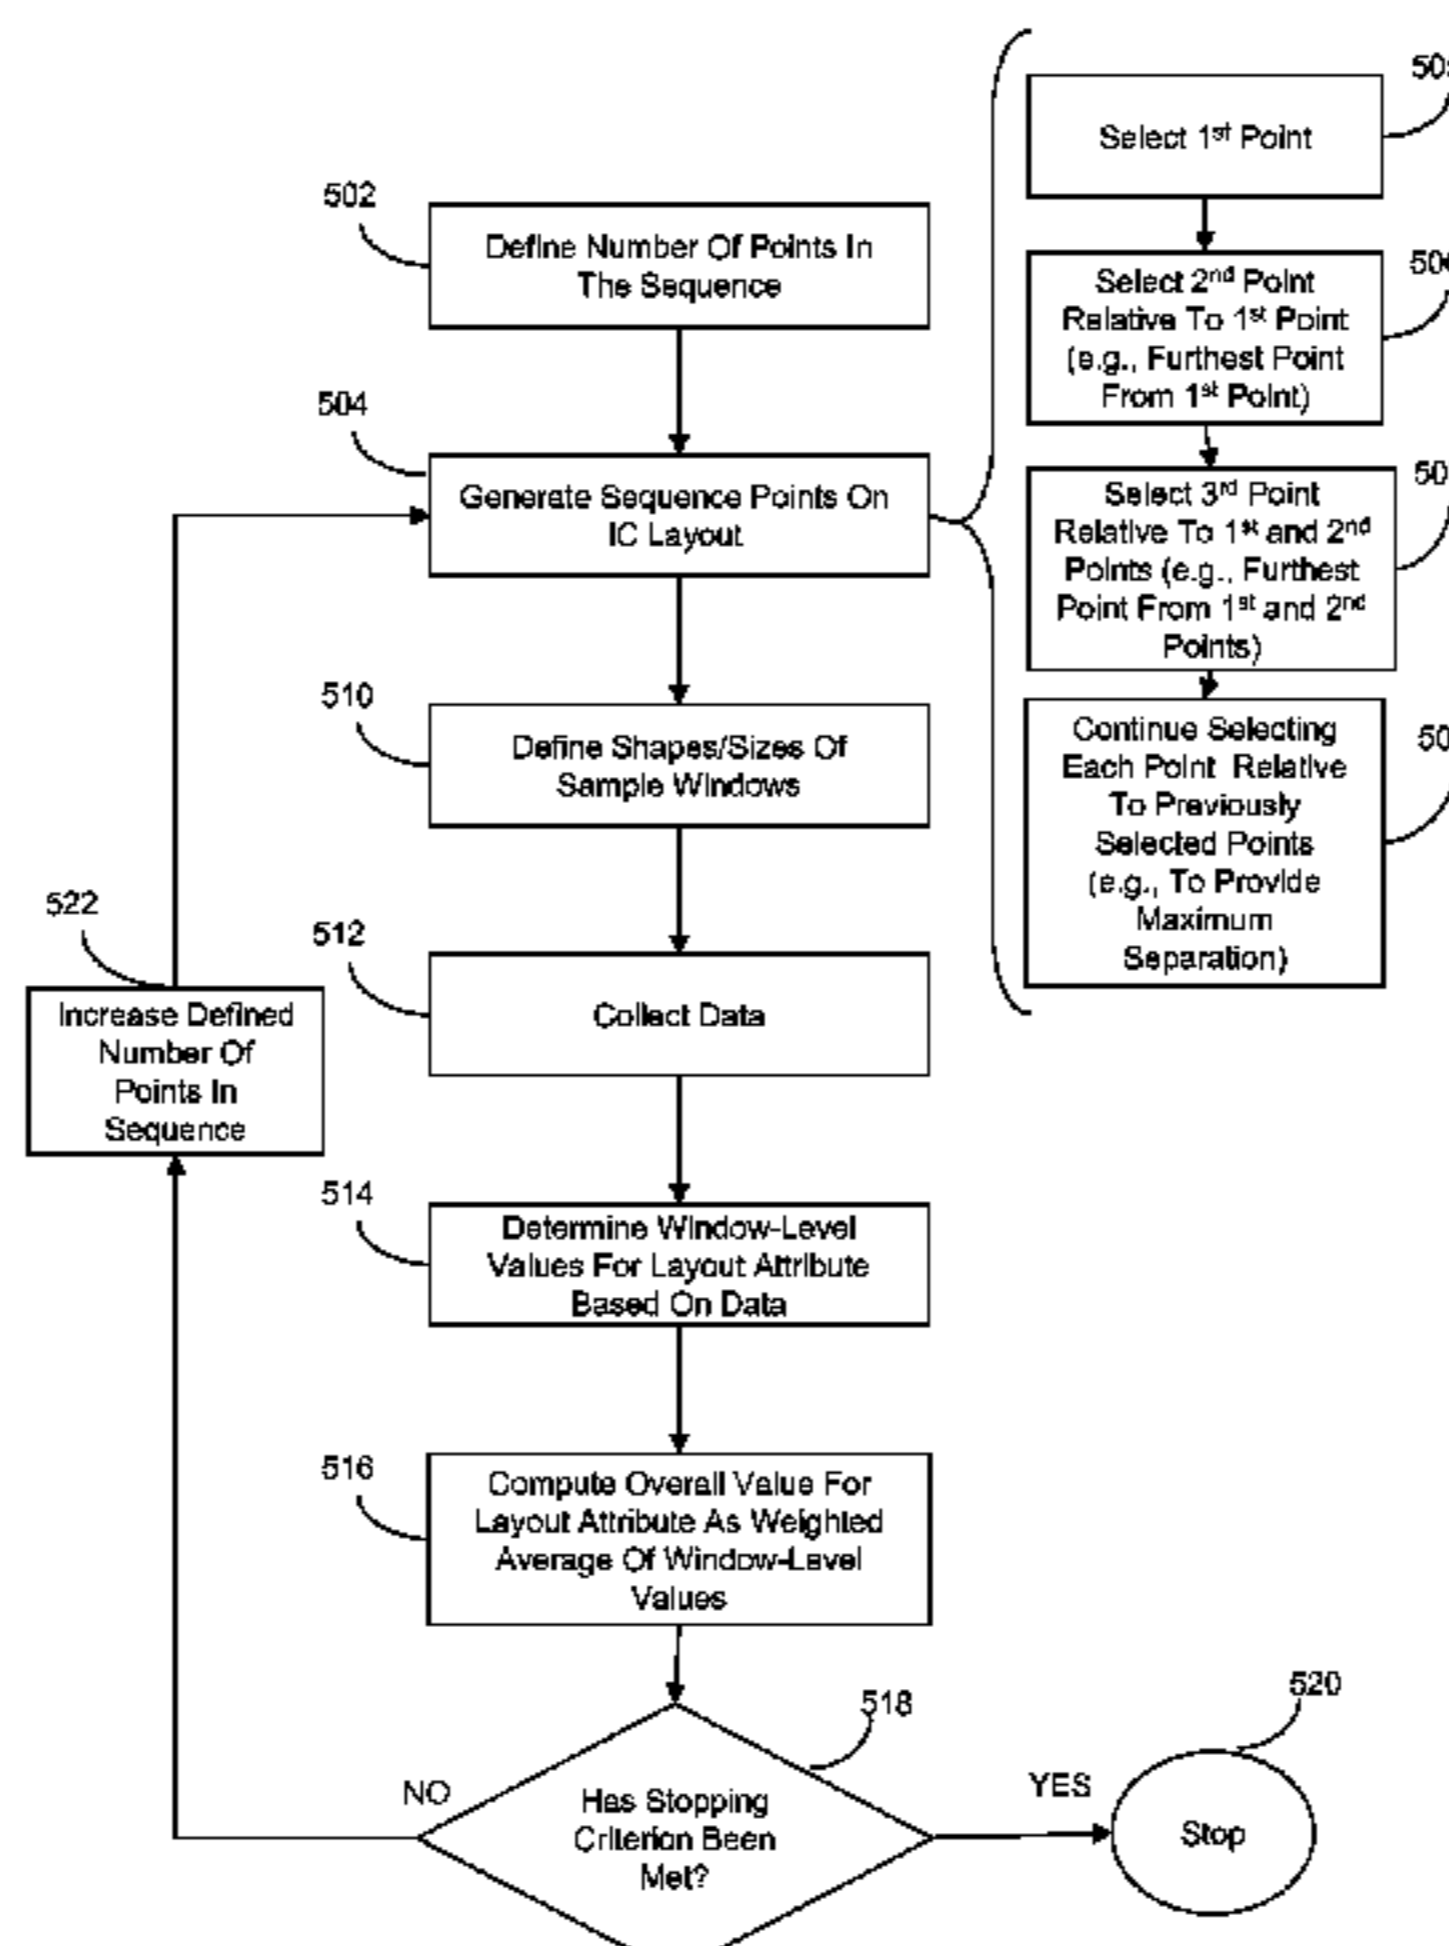 502
Define Number Of Points In
The Sequence
504
Generate Sequence Points On
IC Layout
Select 1st Point
Select 2nd Point
Relative To 1st Point
(e.g., Furthest Point
From 1st Point)
Select 3rd Point
Relative To 1st and 2nd
Points (e.g., Furthest
Point From 1st and 2nd
Points)
Continue Selecting
Each Point Relative
To Previously
Selected Points
(e.g., To Provide
Maximum
Separation)
510
Define Shapes/Sizes Of
Sample Windows
512
Collect Data
522
Increase Defined
Number Of
Points In
Sequence
514
Determine Window-Level
Values For Layout Attribute
Based On Data
516
Compute Overall Value For
Layout Attribute As Weighted
Average Of Window-Level
Values
518
Has Stopping
Criterion Been
Met?
NO
YES
520
Stop